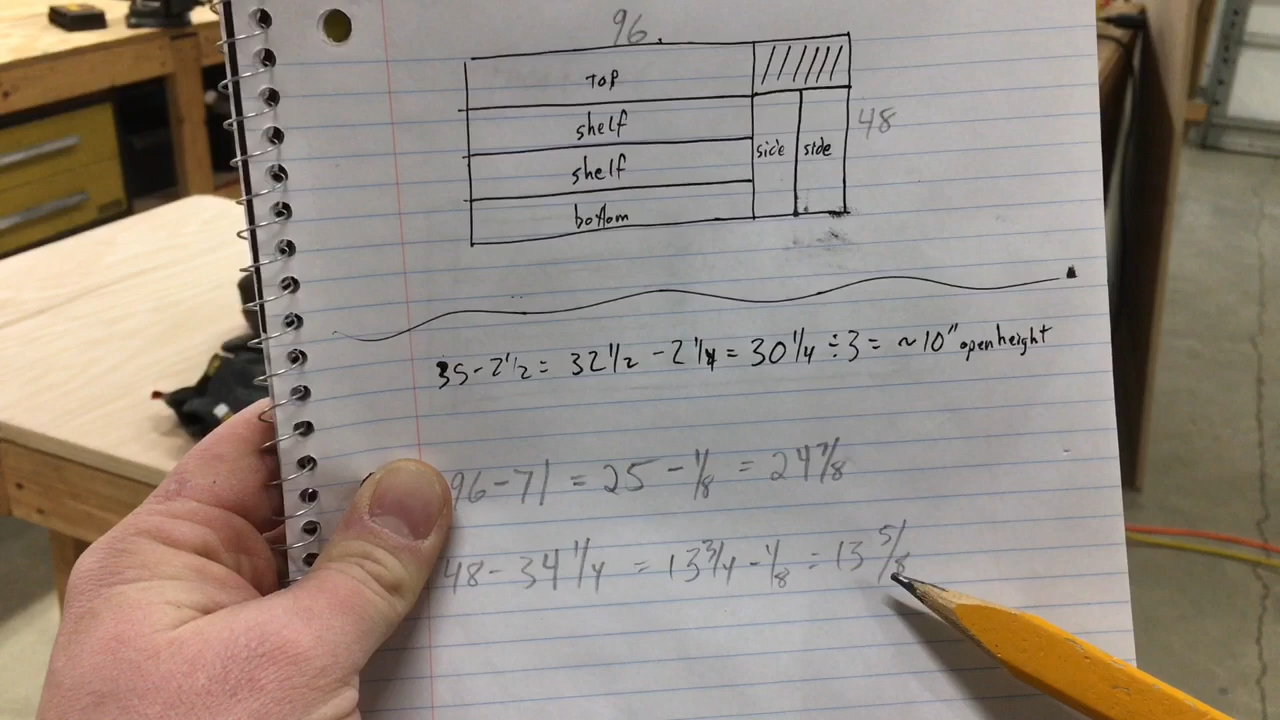 96
TOP
shelf
48
side side
shelf
bottom
35 - 2 1/2 = 32 1/2 - 2 1/4 = 30 1/4 ÷ 3 = ~10" open height
96 - 71 = 25 - 1/8 = 24 7/8
48 - 34 1/4 = 13 3/4 - 1/8 = 13 5/8